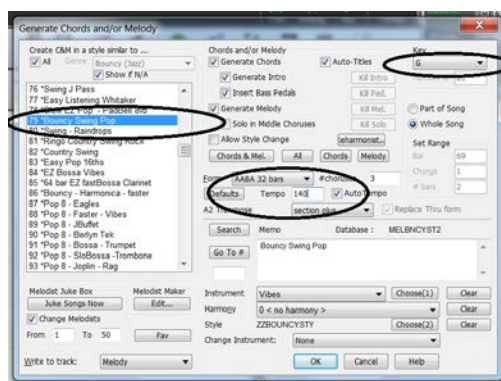 Generate Chords and/or Melody
Create C&M in a style similar to ...
All Genre Bouncy (Jazz)
Show if N/A
76 *Swing J Pass
77 *Easy Listening Whitaker
79 *Bouncy Swing Pop
80 *Swing - Raindrops
81 *Ringo Country Swing Rock
82 *Country Swing
83 *Easy Pop 16ths
84 *EZ Bossa Vibes
85 *64 bar EZ fastBossa Clarinet
86 *Bouncy - Harmonica - faster
87 *Pop 8 - Eagles
88 *Pop 8 - Faster - Vibes
89 *Pop 8 - JBuffet
90 *Pop 8 - Berlyn Tek
91 *Pop 8 - Bossa - Trumpet
92 *Pop 8 - SloBossa -Trombone
93 *Pop 8 - Joplin - Rag
Melodist Juke Box
Juke Songs Now
Change Melodists
From 1 To 50
Melodist Maker
Edit...
Fav
Write to track: Melody
Chords and/or Melody
Generate Chords Auto-Titles
Generate Intro Kill Intro
Insert Bass Pedals Kill Ped.
Generate Melody Kill Mel.
Solo in Middle Choruses Kill Solo
Allow Style Change
Chords & Mel. All Chords Melody
Form AABA 32 bars #choruses 3
Defaults Tempo 140 AutoTempo
A2 Transpose section plus Replace Thru form
Key
G
Part of Song
Whole Song
Set Range
Bar 69
Chorus 1
# bars 2
Search Memo Database : MELBNCY.ST2
Go To # Bouncy Swing Pop
Instrument Vibes Choose(1) Clear
Harmony 0 < no harmony > Clear
Style ZZBOUNCY.STY Choose(2) Clear
Change Instrument: None
OK Cancel Help